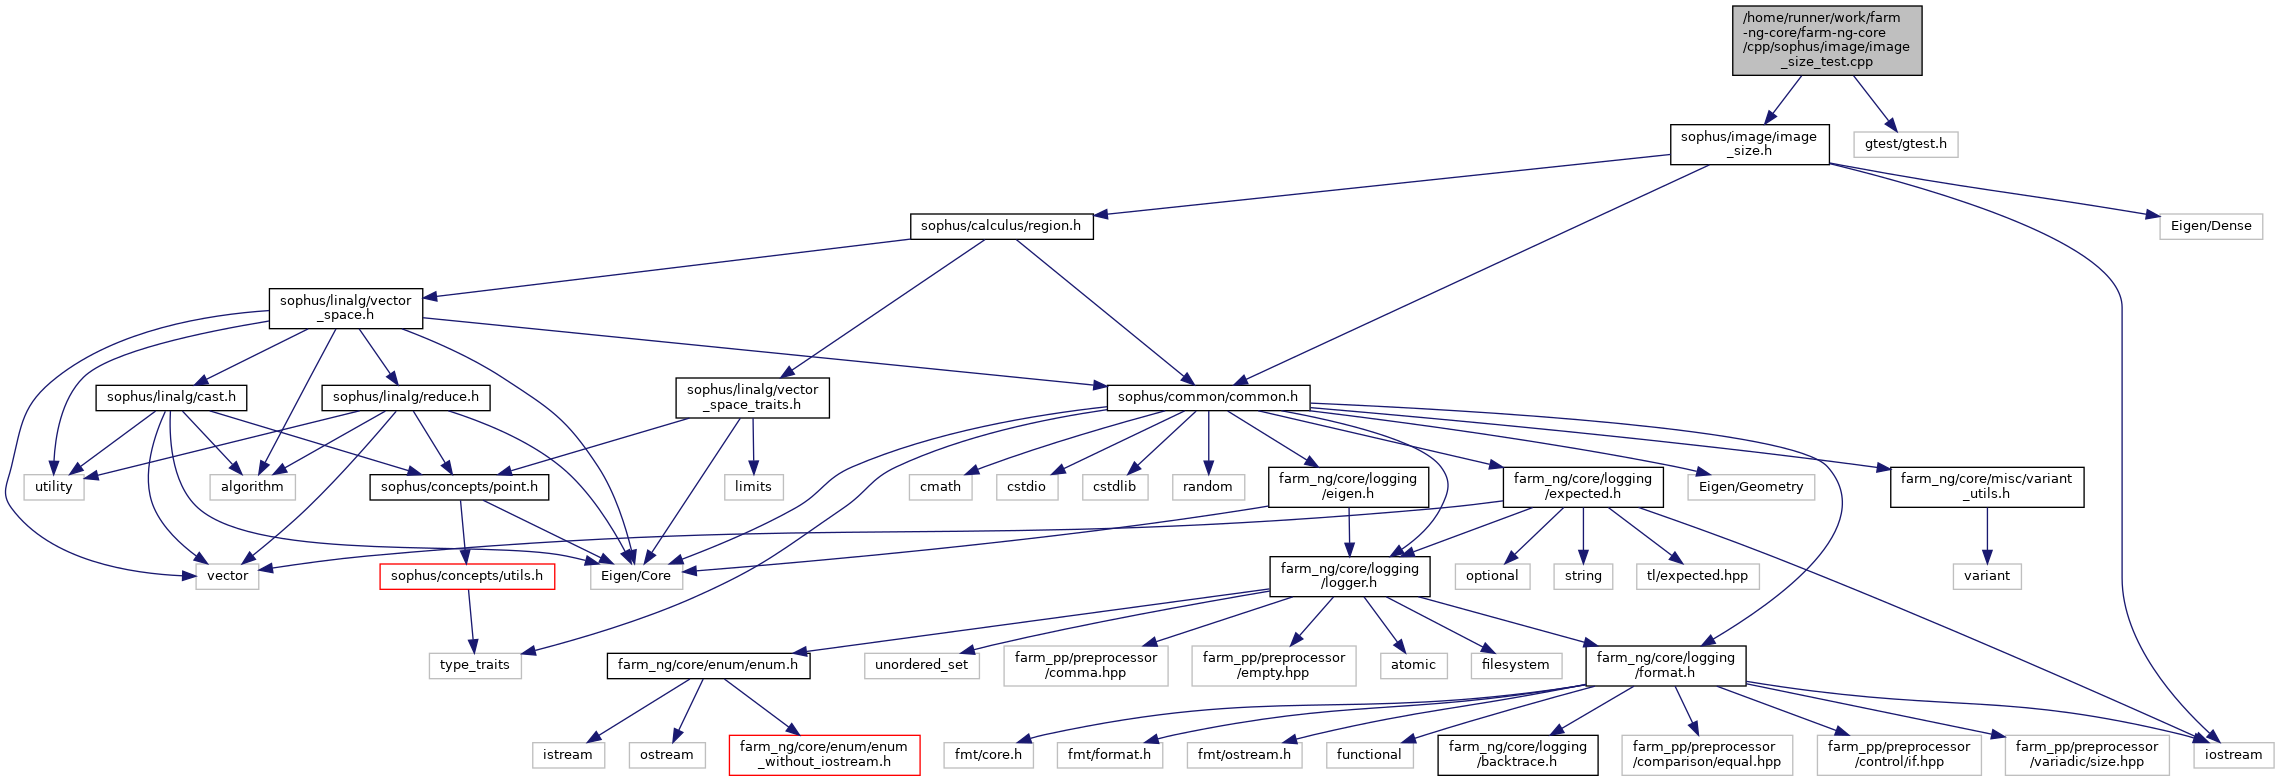 /home/runner/work/farm
-ng-core/farm-ng-core
/cpp/sophus/image/image
_size_test.cpp
sophus/image/image
_size.h
gtest/gtest.h
sophus/calculus/region.h
Eigen/Dense
sophus/linalg/vector
_space.h
sophus/linalg/cast.h
sophus/linalg/reduce.h
sophus/linalg/vector
_space_traits.h
sophus/common/common.h
utility
algorithm
sophus/concepts/point.h
limits
cmath
cstdio
cstdlib
random
farm_ng/core/logging
/eigen.h
farm_ng/core/logging
/expected.h
Eigen/Geometry
farm_ng/core/misc/variant
_utils.h
vector
sophus/concepts/utils.h
Eigen/Core
farm_ng/core/logging
/logger.h
optional
string
tl/expected.hpp
variant
type_traits
farm_ng/core/enum/enum.h
unordered_set
farm_pp/preprocessor
/comma.hpp
farm_pp/preprocessor
/empty.hpp
atomic
filesystem
farm_ng/core/logging
/format.h
istream
ostream
farm_ng/core/enum/enum
_without_iostream.h
fmt/core.h
fmt/format.h
fmt/ostream.h
functional
farm_ng/core/logging
/backtrace.h
farm_pp/preprocessor
/comparison/equal.hpp
farm_pp/preprocessor
/control/if.hpp
farm_pp/preprocessor
/variadic/size.hpp
iostream